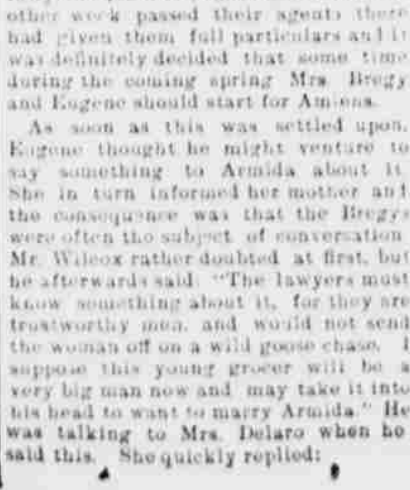 other week passed their agents there
had given them full particulars and it
was definitely decided that some time
during the coming spring Mrs. Bregy
and Eugene should start for Amiens.
As soon as this was settled upon,
Eugene thought he might venture to
say something to Armida about it.
She in turn informed her mother and
the consequence was that the Bregys
were often the subject of conversation.
Mr. Wilcox rather doubted at first, but
he afterwards said: "The lawyers must
know something about it, for they are
trustworthy men, and would not send
the woman off on a wild goose chase. I
suppose this young grocer will be a
very big man now and may take it into
his head to want to marry Armida." He
was talking to Mrs. Delaro when he
said this. She quickly replied: